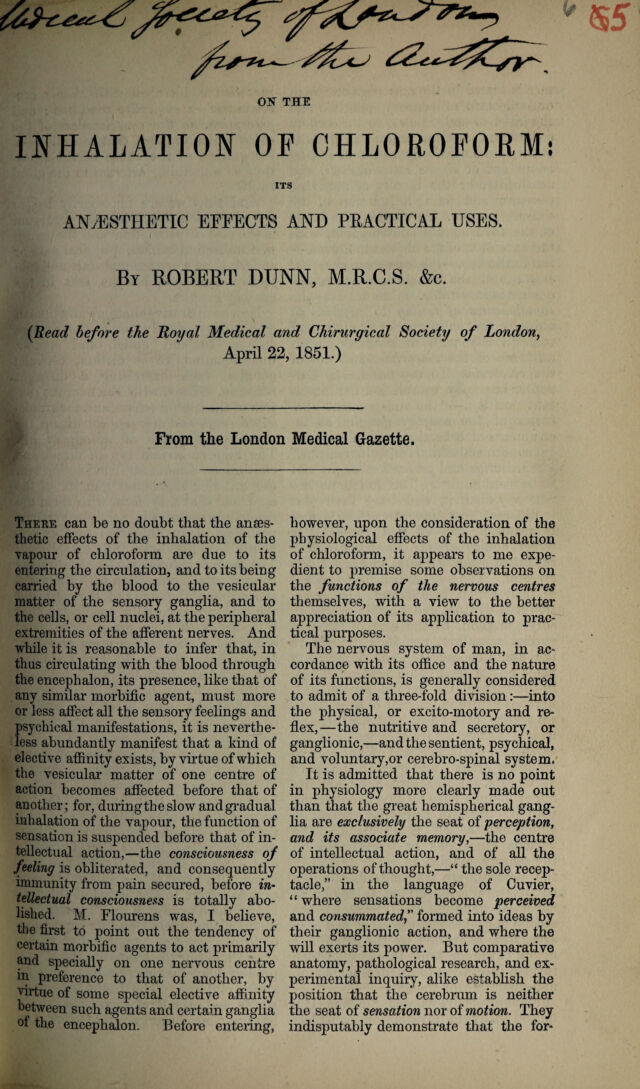 Medical Society of London
from the Author.
65
ON THE
INHALATION OF CHLOROFORM:
ITS
ANÆSTHETIC EFFECTS AND PRACTICAL USES.
By ROBERT DUNN, M.R.C.S. &c.
(Read before the Royal Medical and Chirurgical Society of London,
April 22, 1851.)
From the London Medical Gazette.
THERE can be no doubt that the anæs-
thetic effects of the inhalation of the
vapour of chloroform are due to its
entering the circulation, and to its being
carried by the blood to the vesicular
matter of the sensory ganglia, and to
the cells, or cell nuclei, at the peripheral
extremities of the afferent nerves. And
while it is reasonable to infer that, in
thus circulating with the blood through
the encephalon, its presence, like that of
any similar morbific agent, must more
or less affect all the sensory feelings and
psychical manifestations, it is neverthe-
less abundantly manifest that a kind of
elective affinity exists, by virtue of which
the vesicular matter of one centre of
action becomes affected before that of
another; for, during the slow and gradual
inhalation of the vapour, the function of
sensation is suspended before that of in-
tellectual action,—the consciousness of
feeling is obliterated, and consequently
immunity from pain secured, before in-
tellectual consciousness is totally abo-
lished. M. Flourens was, I believe,
the first to point out the tendency of
certain morbific agents to act primarily
and specially on one nervous centre
in preference to that of another, by
virtue of some special elective affinity
between such agents and certain ganglia
of the encephalon. Before entering,
however, upon the consideration of the
physiological effects of the inhalation
of chloroform, it appears to me expe-
dient to premise some observations on
the functions of the nervous centres
themselves, with a view to the better
appreciation of its application to prac-
tical purposes.
The nervous system of man, in ac-
cordance with its office and the nature
of its functions, is generally considered
to admit of a three-fold division:—into
the physical, or excito-motory and re-
flex,—the nutritive and secretory, or
ganglionic,—and the sentient, psychical,
and voluntary, or cerebro-spinal system.
It is admitted that there is no point
in physiology more clearly made out
than that the great hemispherical gang-
lia are exclusively the seat of perception,
and its associate memory,—the centre
of intellectual action, and of all the
operations of thought,—"the sole recep-
tacle," in the language of Cuvier,
"where sensations become perceived
and consummated," formed into ideas by
their ganglionic action, and where the
will exerts its power. But comparative
anatomy, pathological research, and ex-
perimental inquiry, alike establish the
position that the cerebrum is neither
the seat of sensation nor of motion. They
indisputably demonstrate that the for-